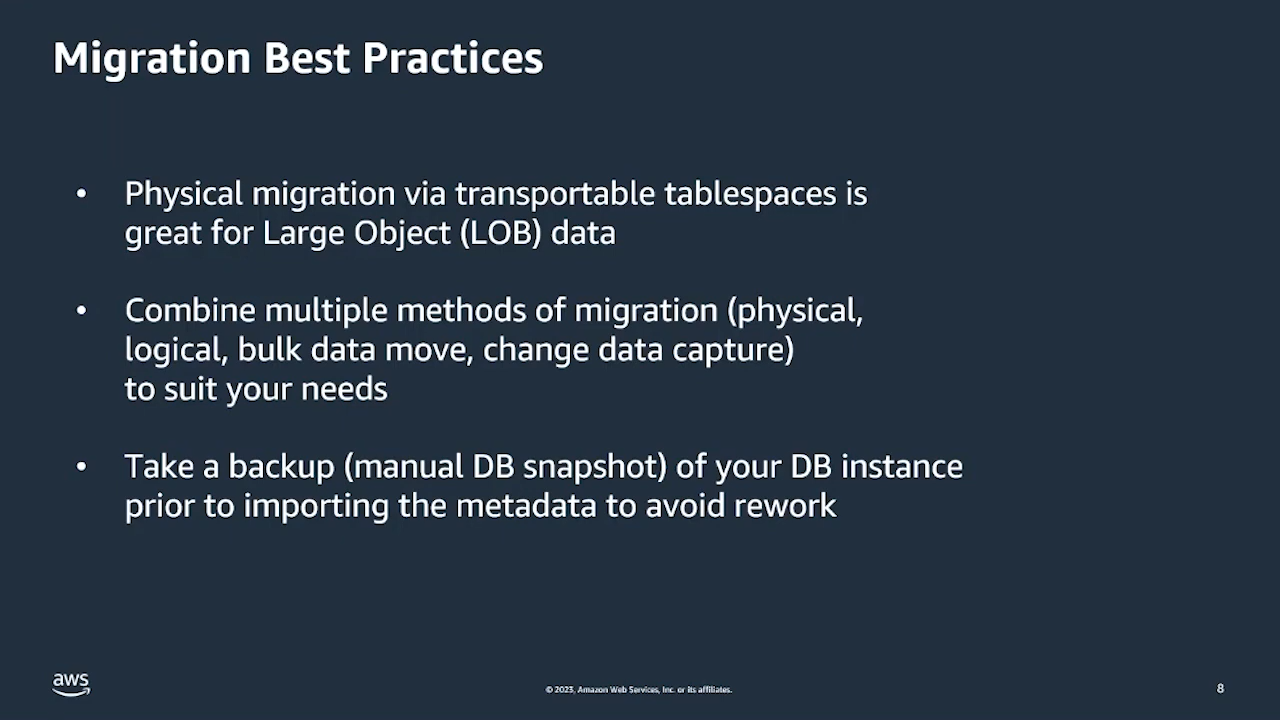 Migration Best Practices
• Physical migration via transportable tablespaces is
great for Large Object (LOB) data
• Combine multiple methods of migration (physical,
logical, bulk data move, change data capture)
to suit your needs
• Take a backup (manual DB snapshot) of your DB instance
prior to importing the metadata to avoid rework
aws
© 2023, Amazon Web Services, Inc. or its affiliates.
8